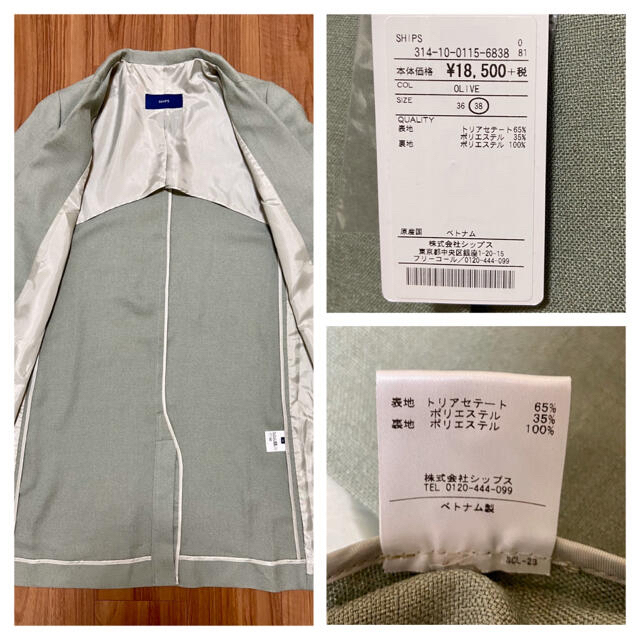 SHIPS
SHIPS
314-10-0115-6838
0
81
本体価格 ¥18,500+税
COL OLIVE
SIZE 36 38
QUALITY
表地 トリアセテート65%
ポリエステル 35%
裏地 ポリエステル 100%
原産国 ベトナム
株式会社シップス
東京都中央区銀座1-20-15
フリーコール/0120-444-099
表地 トリアセテート 65%
ポリエステル 35%
裏地 ポリエステル 100%
株式会社シップス
TEL 0120-444-099
ベトナム製